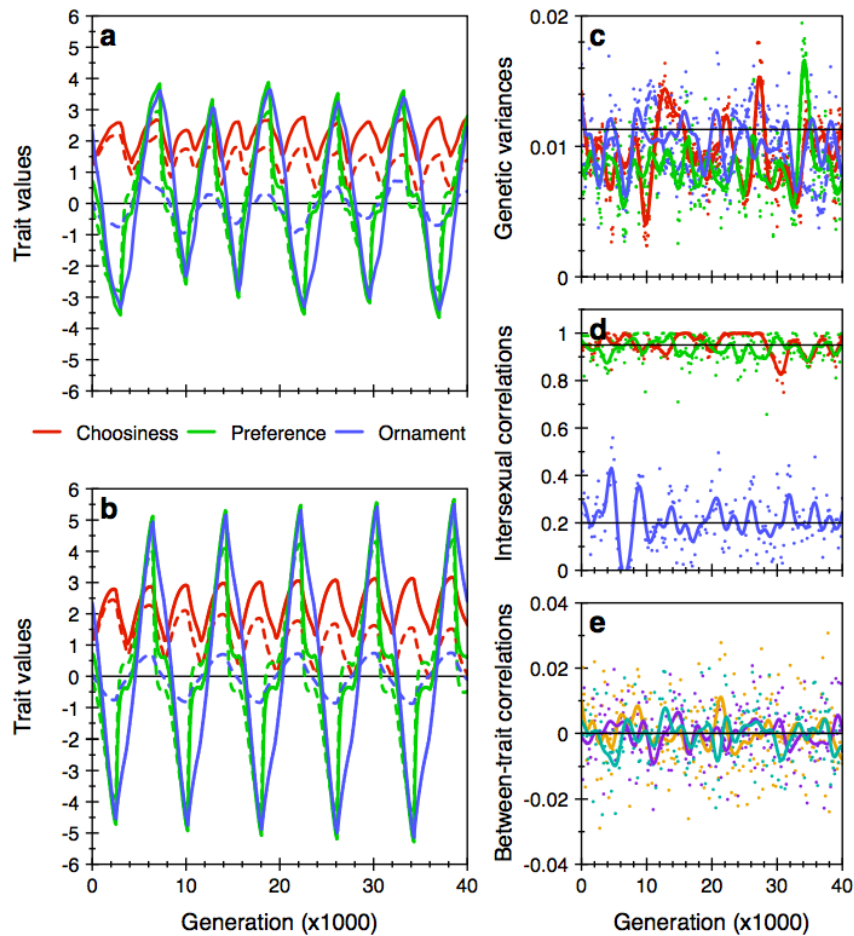 a
6
5
4
3
2
1
0
-1
-2
-3
-4
-5
-6
Trait values
Choosiness Preference Ornament
b
6
5
4
3
2
1
0
-1
-2
-3
-4
-5
-6
Trait values
0 10 20 30 40
Generation (x1000)
c
0.02
0.01
0
Genetic variances
d
1
0.8
0.6
0.4
0.2
0
Intersexual correlations
e
0.04
0.02
0
-0.02
-0.04
Between-trait correlations
0 10 20 30 40
Generation (x1000)